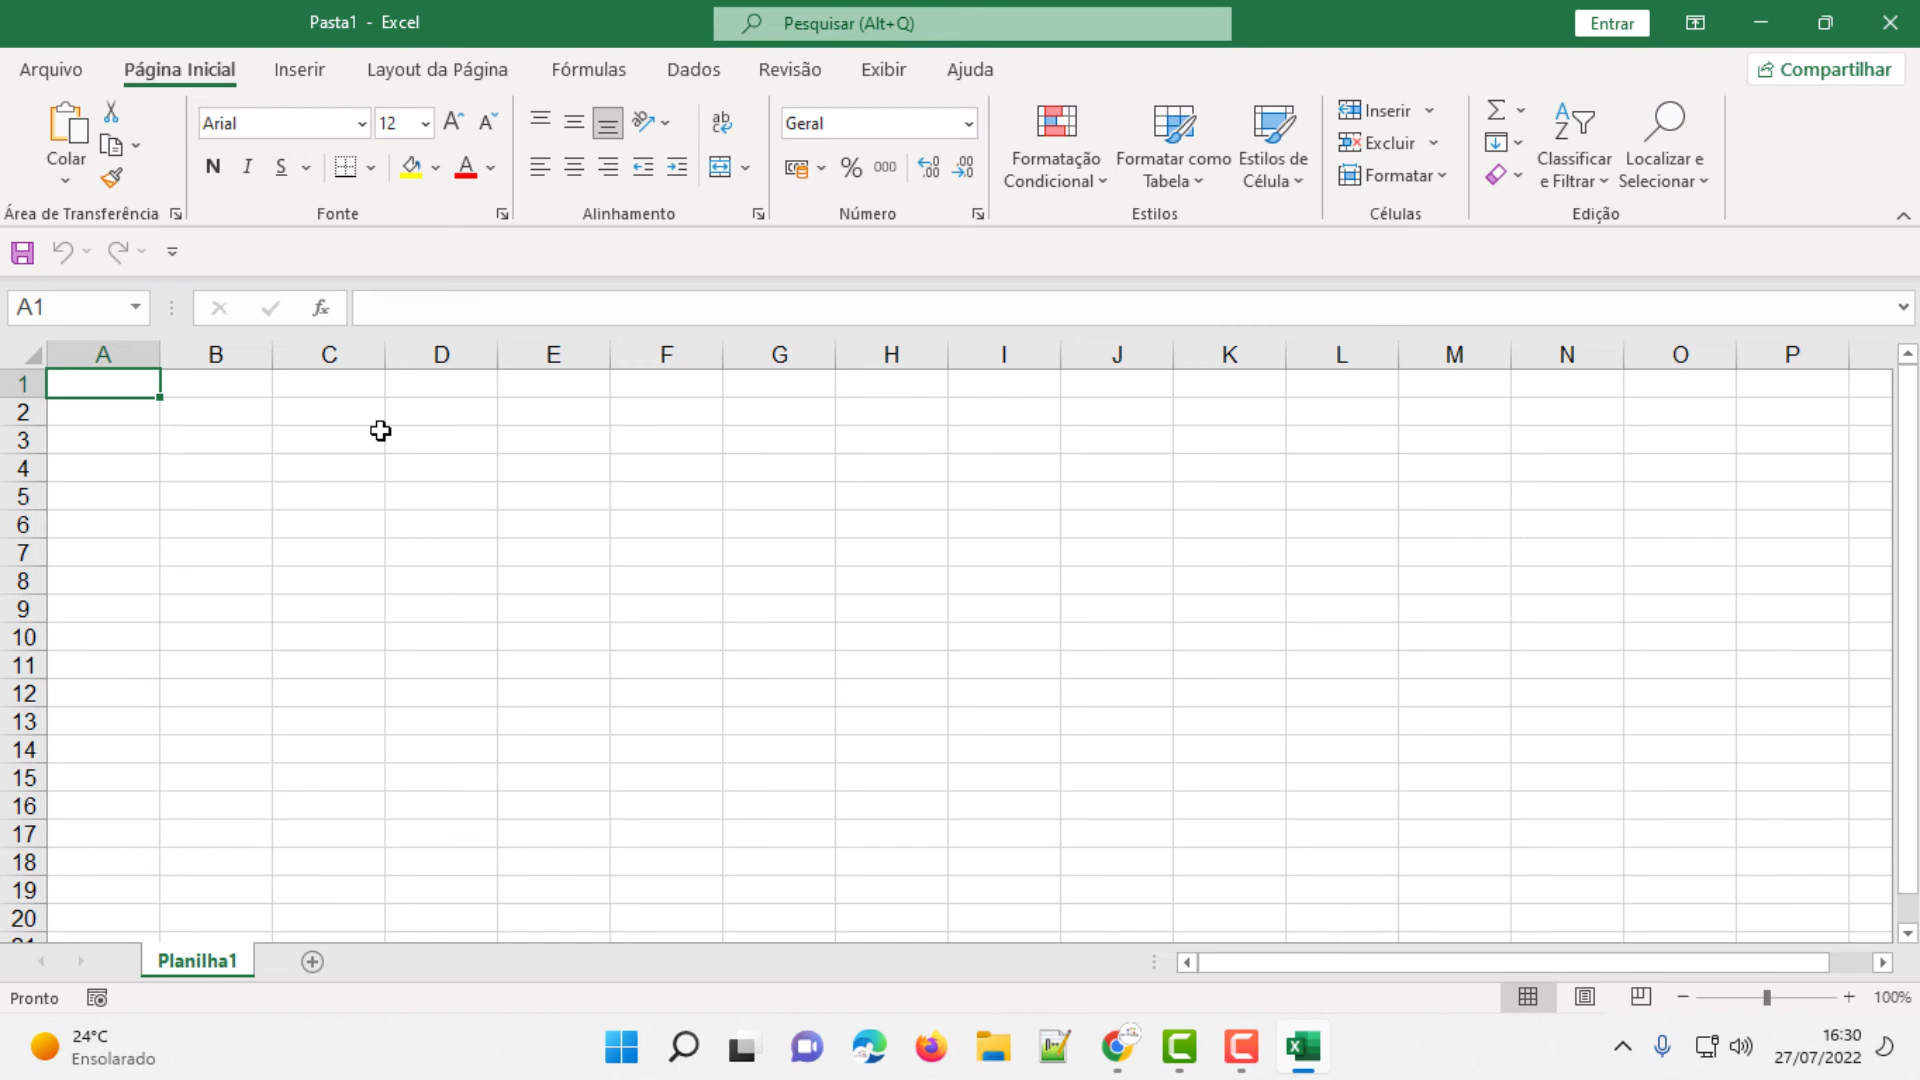 Pasta1 - Excel
Pesquisar (Alt+Q)
Entrar
Arquivo
Página Inicial
Inserir
Layout da Página
Fórmulas
Dados
Revisão
Exibir
Ajuda
Compartilhar
Colar
Área de Transferência
Arial
12
N I S
A
Fonte
ab
Alinhamento
Geral
% 000
Número
Formatação
Condicional
Formatar como
Tabela
Estilos de
Célula
Estilos
Inserir
Excluir
Formatar
Células
Classificar
e Filtrar
Localizar e
Selecionar
Edição
A1
fx
A B C D E F G H I J K L M N O P
1
2
3
4
5
6
7
8
9
10
11
12
13
14
15
16
17
18
19
20
Planilha1
Pronto
100%
24°C
Ensolarado
16:30
27/07/2022